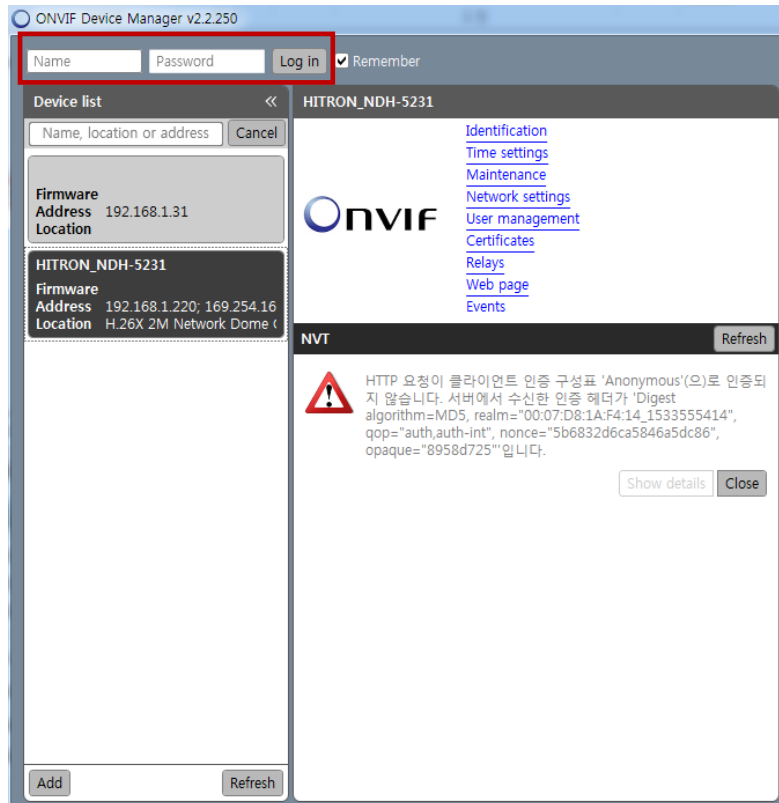 ONVIF Device Manager v2.2.250
Name Password Log in Remember
Device list «
Name, location or address Cancel
Firmware
Address 192.168.1.31
Location
HITRON_NDH-5231
Firmware
Address 192.168.1.220; 169.254.16
Location H.26X 2M Network Dome (
Add Refresh
HITRON_NDH-5231
ONVIF
Identification
Time settings
Maintenance
Network settings
User management
Certificates
Relays
Web page
Events
NVT Refresh
HTTP 요청이 클라이언트 인증 구성표 'Anonymous'(으)로 인증되
지 않습니다. 서버에서 수신한 인증 헤더가 'Digest
algorithm=MD5, realm="00:07:D8:1A:F4:14_1533555414",
qop="auth,auth-int", nonce="5b6832d6ca5846a5dc86",
opaque="8958d725"'입니다.
Show details Close